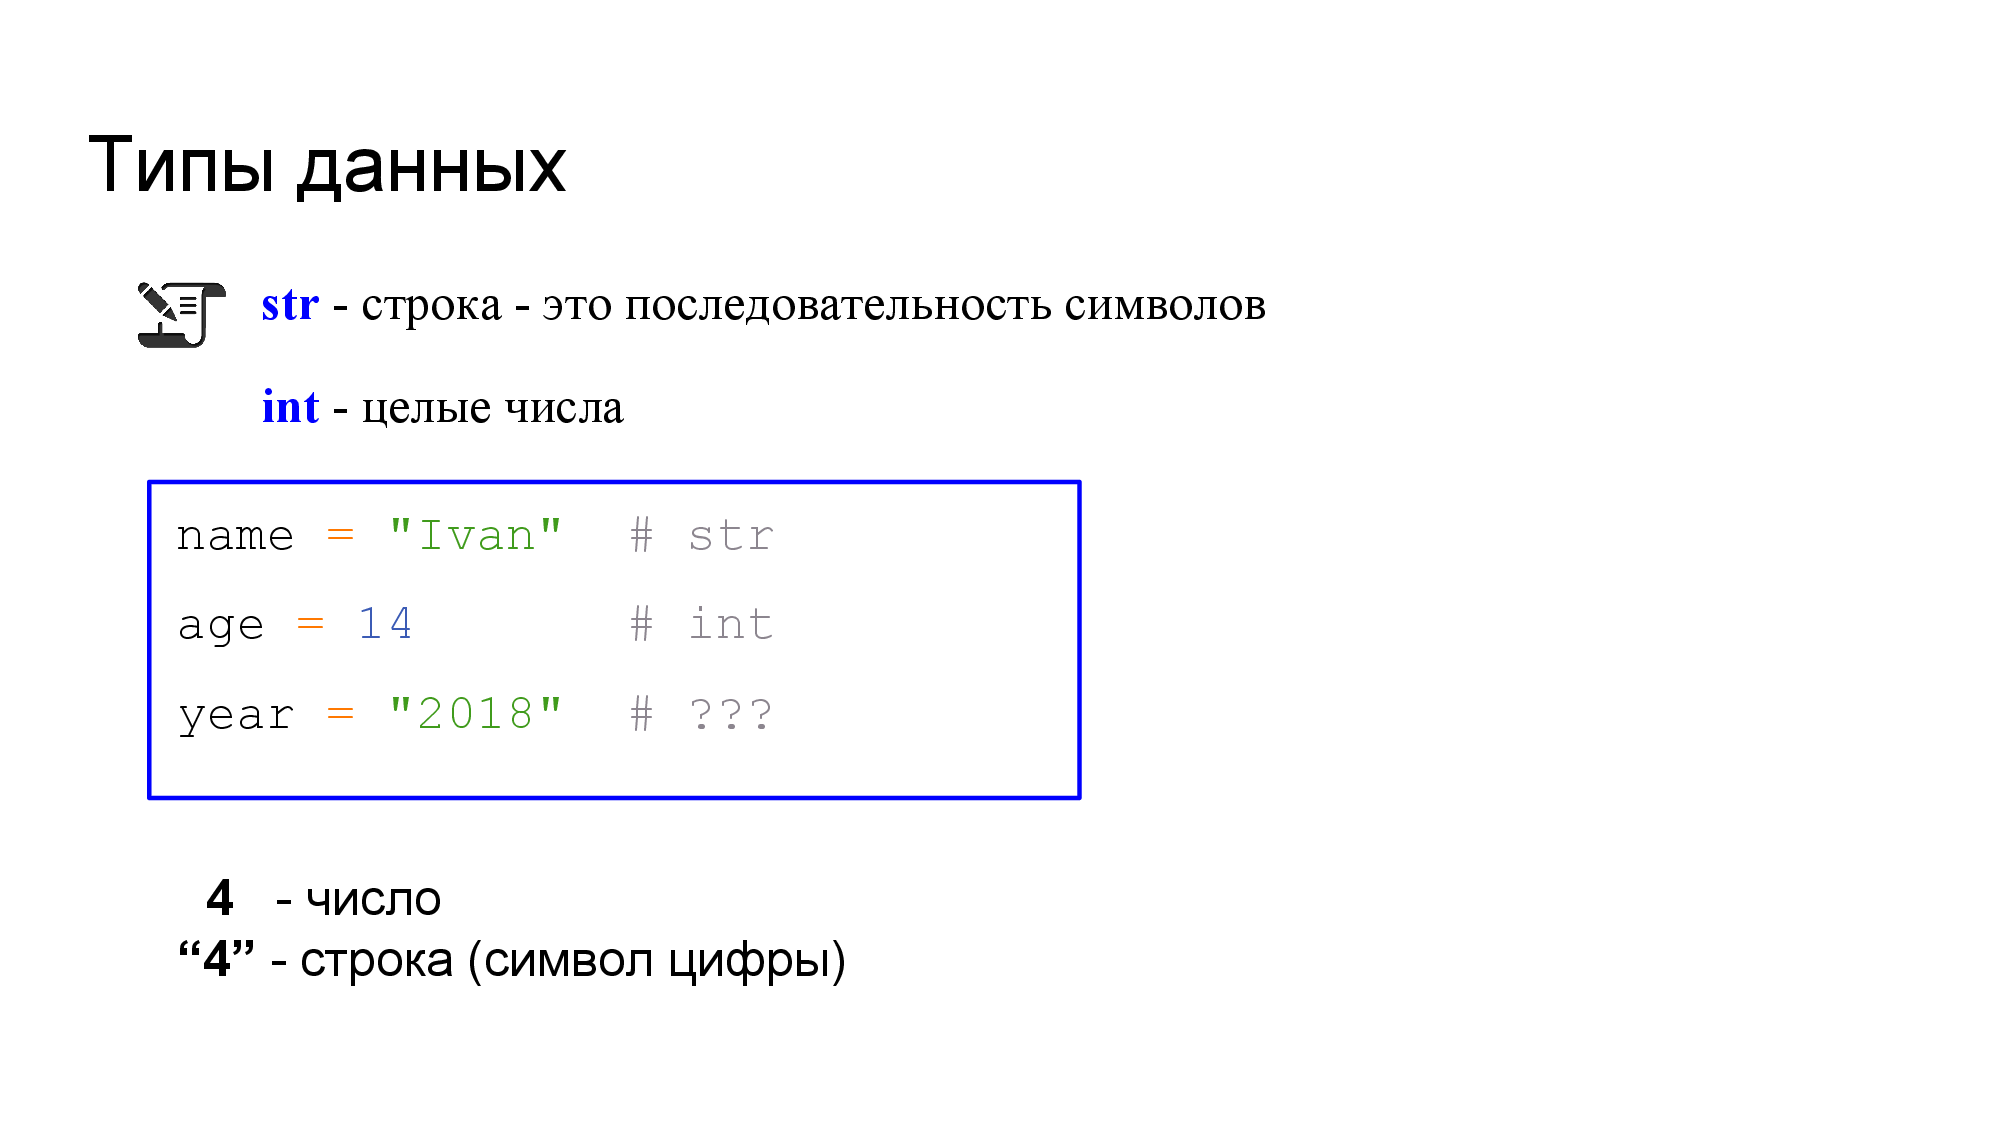 Типы данных
str - строка - это последовательность символов
int - целые числа
name = "Ivan"  # str
age = 14       # int
year = "2018"  # ???
4 - число
“4” - строка (символ цифры)